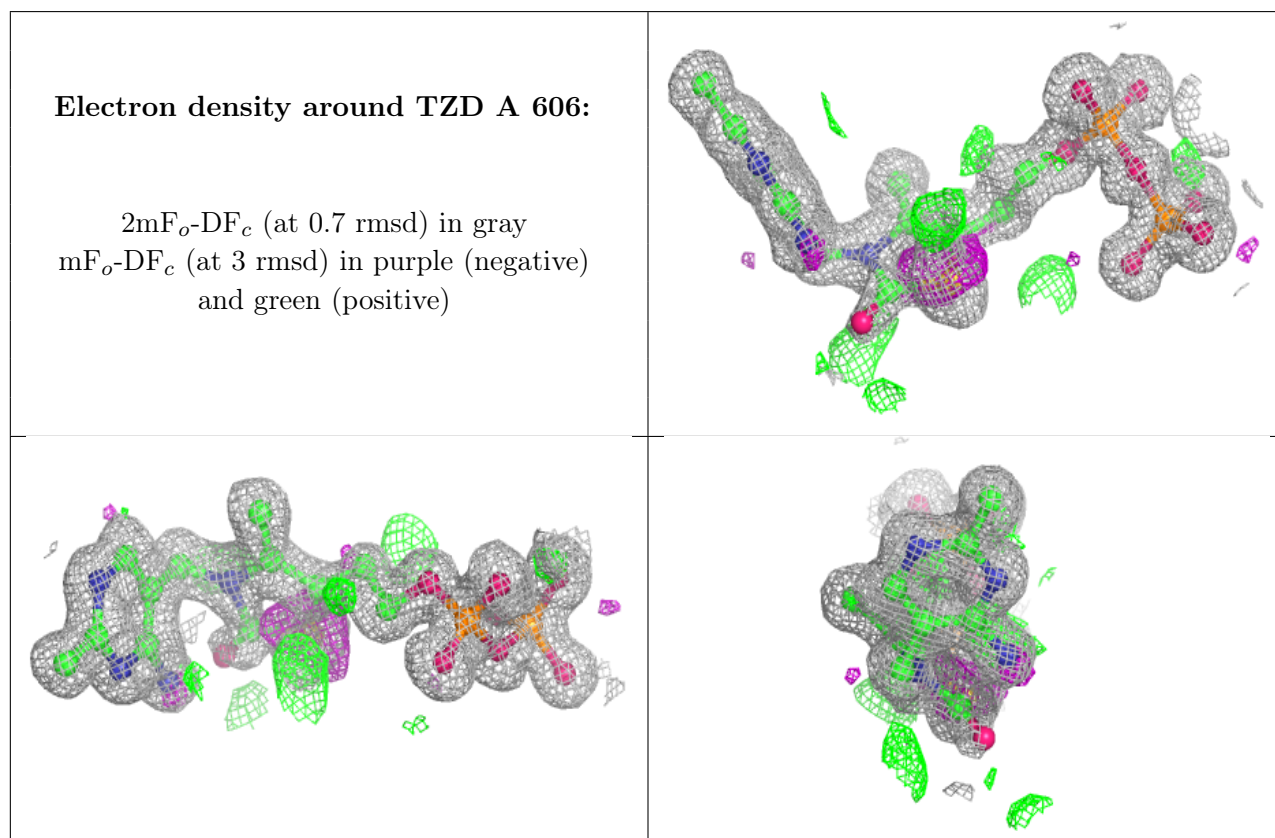 Electron density around TZD A 606:
2mFo-DFc (at 0.7 rmsd) in gray
mFo-DFc (at 3 rmsd) in purple (negative)
and green (positive)